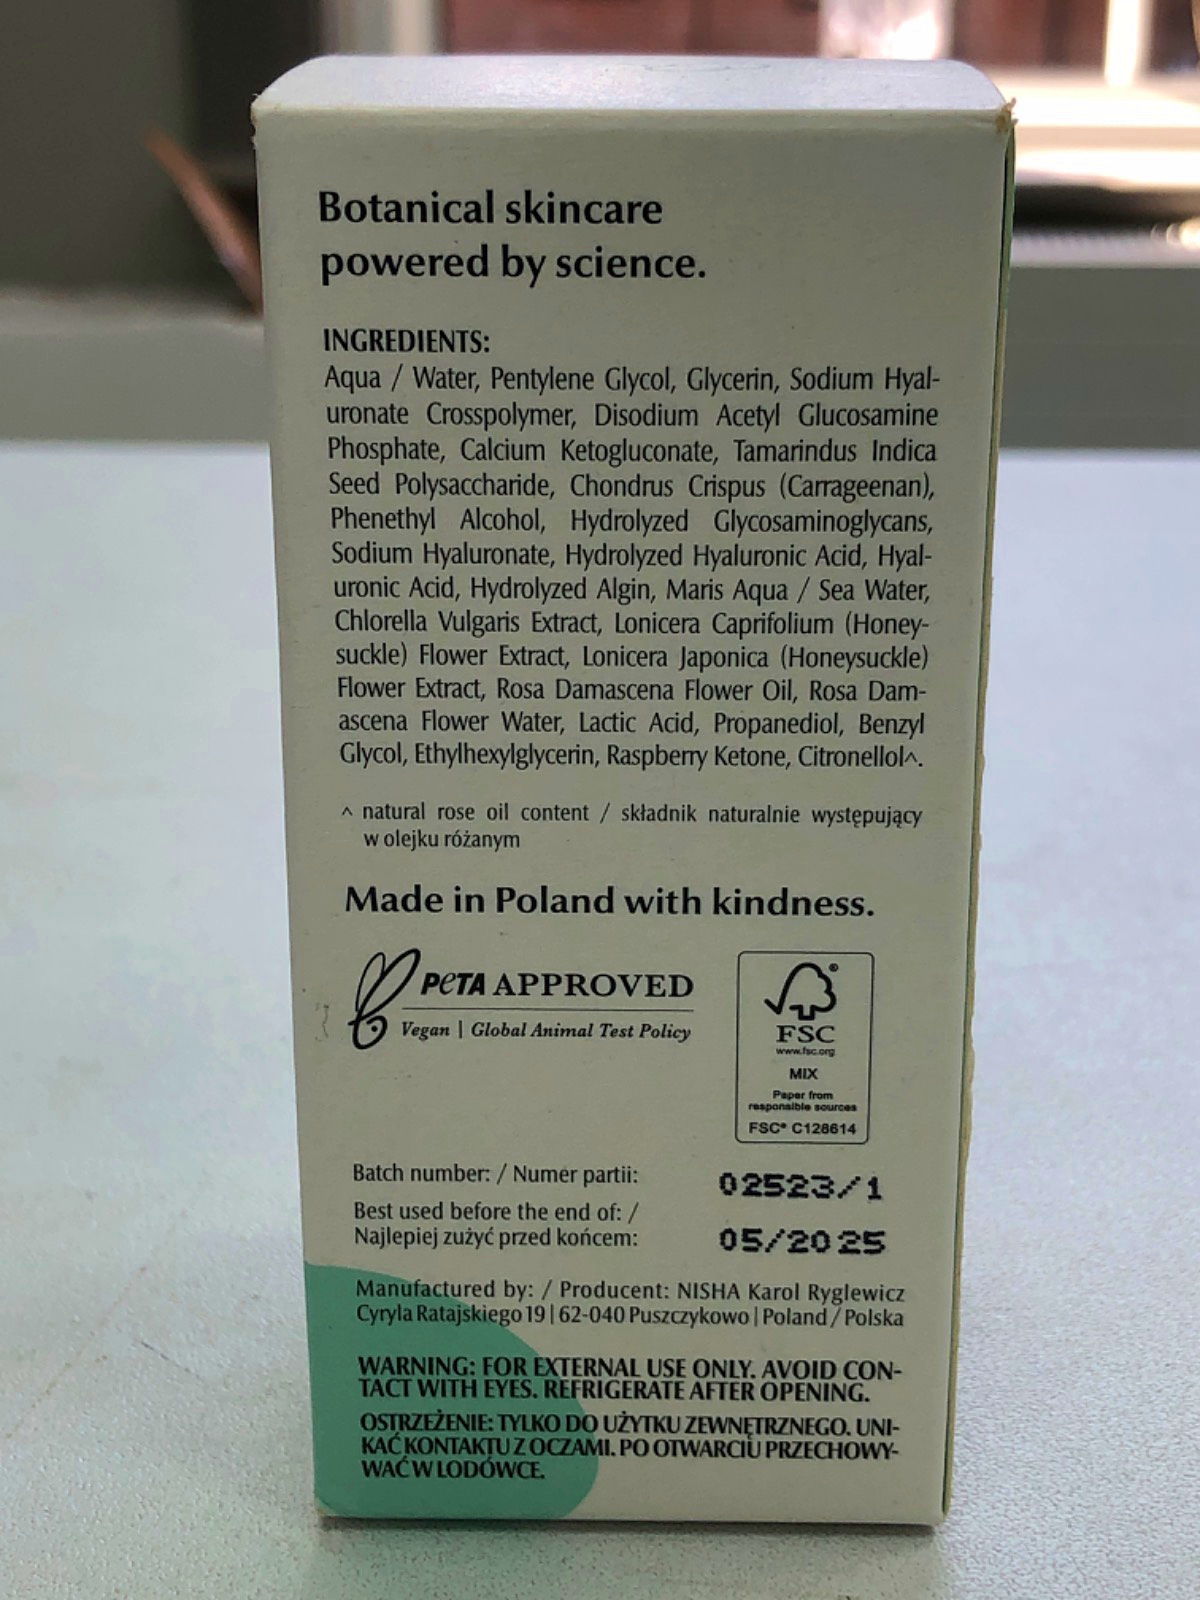 Botanical skincare
powered by science.
INGREDIENTS:
Aqua / Water, Pentylene Glycol, Glycerin, Sodium Hyal-
uronate Crosspolymer, Disodium Acetyl Glucosamine
Phosphate, Calcium Ketogluconate, Tamarindus Indica
Seed Polysaccharide, Chondrus Crispus (Carrageenan),
Phenethyl Alcohol, Hydrolyzed Glycosaminoglycans,
Sodium Hyaluronate, Hydrolyzed Hyaluronic Acid, Hyal-
uronic Acid, Hydrolyzed Algin, Maris Aqua / Sea Water,
Chlorella Vulgaris Extract, Lonicera Caprifolium (Honey-
suckle) Flower Extract, Lonicera Japonica (Honeysuckle)
Flower Extract, Rosa Damascena Flower Oil, Rosa Dam-
ascena Flower Water, Lactic Acid, Propanediol, Benzyl
Glycol, Ethylhexylglycerin, Raspberry Ketone, Citronellol^.
^ natural rose oil content / składnik naturalnie występujący
w olejku różanym
Made in Poland with kindness.
PeTA APPROVED
Vegan | Global Animal Test Policy
FSC®
www.fsc.org
MIX
Paper from
responsible sources
FSC® C128614
Batch number: / Numer partii: 02523/1
Best used before the end of: /
Najlepiej zużyć przed końcem: 05/2025
Manufactured by: / Producent: NISHA Karol Ryglewicz
Cyryla Ratajskiego 19 | 62-040 Puszczykowo | Poland / Polska
WARNING: FOR EXTERNAL USE ONLY. AVOID CON-
TACT WITH EYES. REFRIGERATE AFTER OPENING.
OSTRZEŻENIE: TYLKO DO UŻYTKU ZEWNĘTRZNEGO. UNI-
KAĆ KONTAKTU Z OCZAMI. PO OTWARCIU PRZECHOWY-
WAĆ W LODÓWCE.